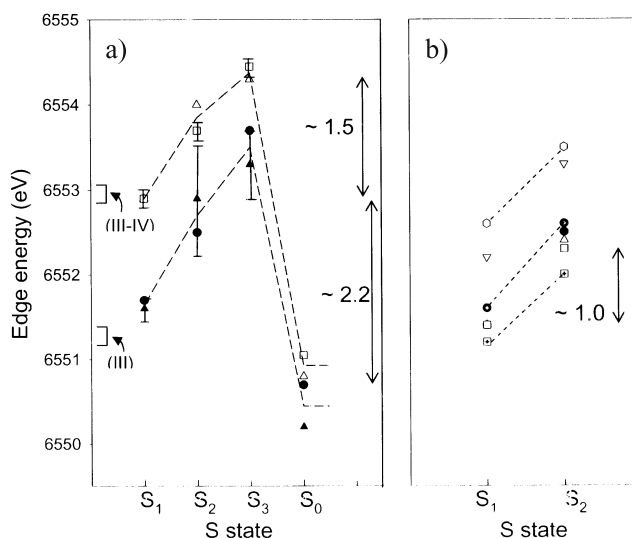 a)
b)
6555
6554
6553
6552
6551
6550
Edge energy (eV)
(III-IV)
(III)
~ 1.5
~ 2.2
~ 1.0
S1 S2 S3 S0
S state
S1 S2
S state